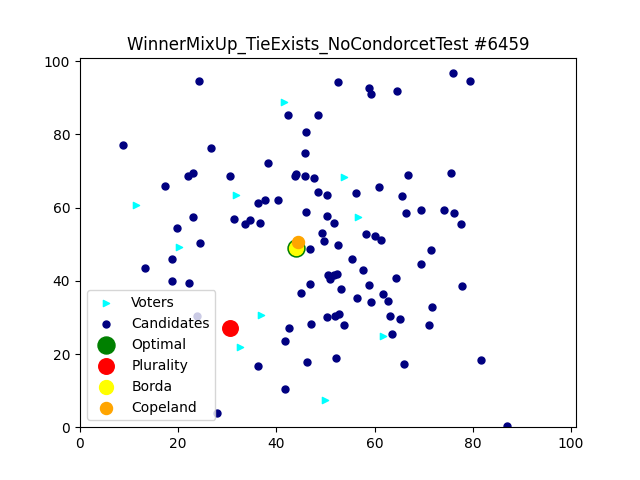 WinnerMixUp_TieExists_NoCondorcetTest #6459
100
80
60
40
20
0
Voters
Candidates
Optimal
Plurality
Borda
Copeland
0 20 40 60 80 100